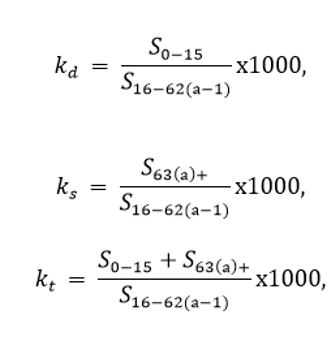 k_d = S_{0−15} / S_{16−62(a−1)} x1000,
k_s = S_{63(a)+} / S_{16−62(a−1)} x1000,
k_t = S_{0−15} + S_{63(a)+} / S_{16−62(a−1)} x1000,